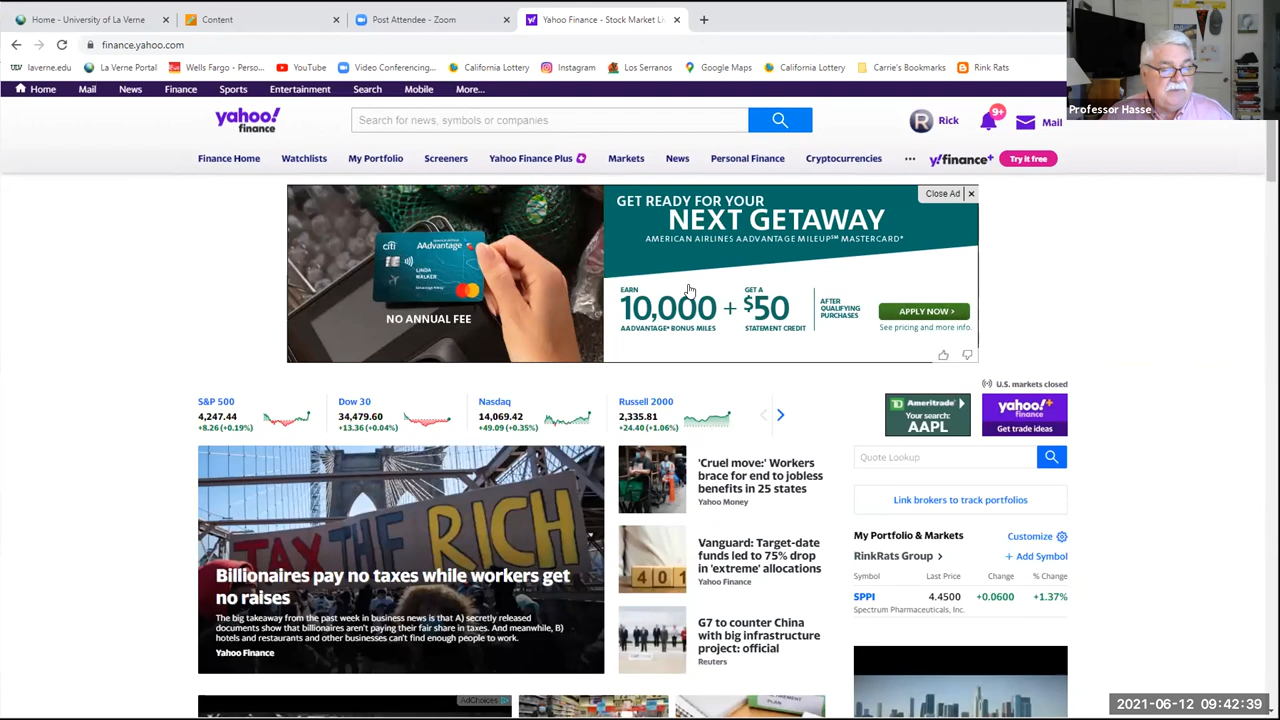 Home - University of La Verne
Content
Post Attendee - Zoom
Yahoo Finance - Stock Market Li
finance.yahoo.com
laverne.edu
La Verne Portal
Wells Fargo - Perso...
YouTube
Video Conferencing...
California Lottery
Instagram
Los Serranos
Google Maps
California Lottery
Carrie's Bookmarks
Rink Rats
Professor Hasse
Home Mail News Finance Sports Entertainment Search Mobile More...
yahoo!
finance
Search for news, symbols or companies
R
Rick
9+
Mail
Finance Home Watchlists My Portfolio Screeners Yahoo Finance Plus Markets News Personal Finance Cryptocurrencies ... y!finance+ Try it free
Close Ad
citi AAdvantage
LINDA
WALKER
NO ANNUAL FEE
GET READY FOR YOUR
NEXT GETAWAY
AMERICAN AIRLINES AADVANTAGE MILEUP℠ MASTERCARD*
EARN
10,000
AADVANTAGE® BONUS MILES
+
GET A
$50
STATEMENT CREDIT
AFTER
QUALIFYING
PURCHASES
APPLY NOW >
See pricing and more info.
U.S. markets closed
S&P 500
4,247.44
+8.26 (+0.19%)
Dow 30
34,479.60
+13.36 (+0.04%)
Nasdaq
14,069.42
+49.09 (+0.35%)
Russell 2000
2,335.81
+24.40 (+1.06%)
TD Ameritrade
Your search:
AAPL
yahoo!+
finance
Get trade ideas
TAX THE RICH
Billionaires pay no taxes while workers get
no raises
The big takeaway from the past week in business news is that A) secretly released
documents show that billionaires aren't paying their fair share in taxes. And meanwhile, B)
hotels and restaurants and other businesses can't find enough people to work.
Yahoo Finance
'Cruel move:' Workers
brace for end to jobless
benefits in 25 states
Yahoo Money
401
Vanguard: Target-date
funds led to 75% drop
in 'extreme' allocations
Yahoo Finance
G7 to counter China
with big infrastructure
project: official
Reuters
Quote Lookup
Link brokers to track portfolios
My Portfolio & Markets
Customize
RinkRats Group >
+ Add Symbol
Symbol Last Price Change % Change
SPPI 4.4500 +0.0600 +1.37%
Spectrum Pharmaceuticals, Inc.
AdChoices
PLAN
2021-06-12 09:42:39